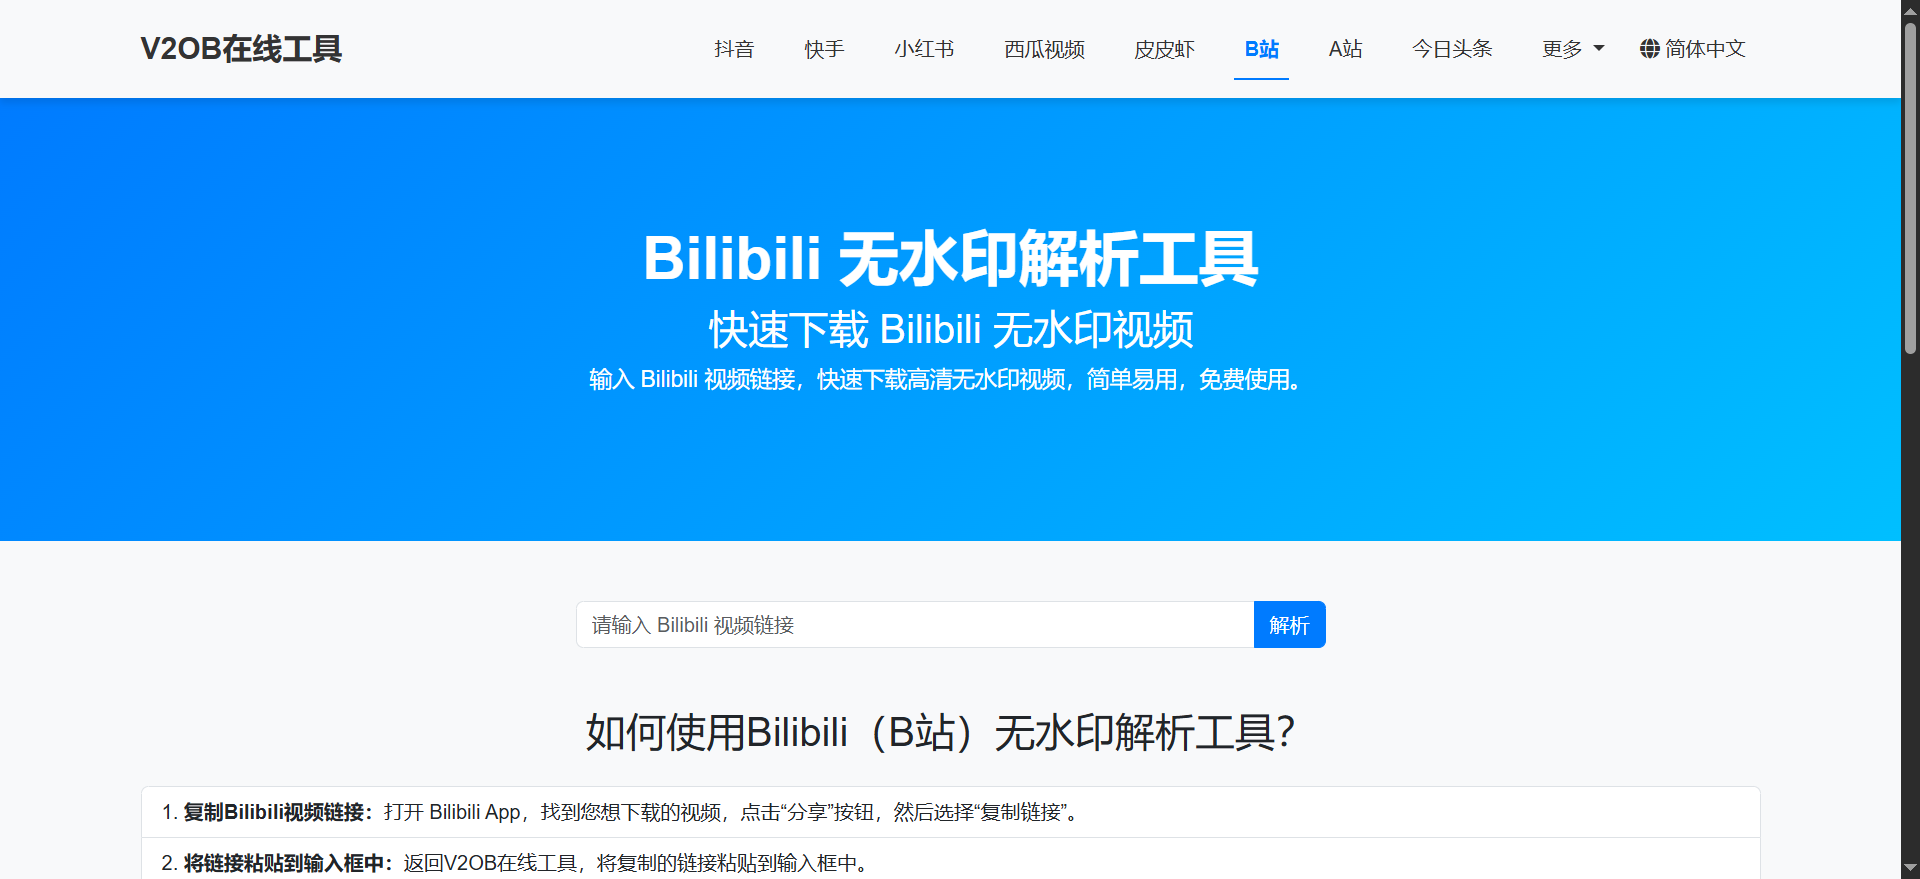 V2OB在线工具
抖音 快手 小红书 西瓜视频 皮皮虾 B站 A站 今日头条 更多 简体中文
Bilibili 无水印解析工具
快速下载 Bilibili 无水印视频
输入 Bilibili 视频链接，快速下载高清无水印视频，简单易用，免费使用。
请输入 Bilibili 视频链接 解析
如何使用Bilibili（B站）无水印解析工具？
1. 复制Bilibili视频链接：打开 Bilibili App，找到您想下载的视频，点击“分享”按钮，然后选择“复制链接”。
2. 将链接粘贴到输入框中：返回V2OB在线工具，将复制的链接粘贴到输入框中。